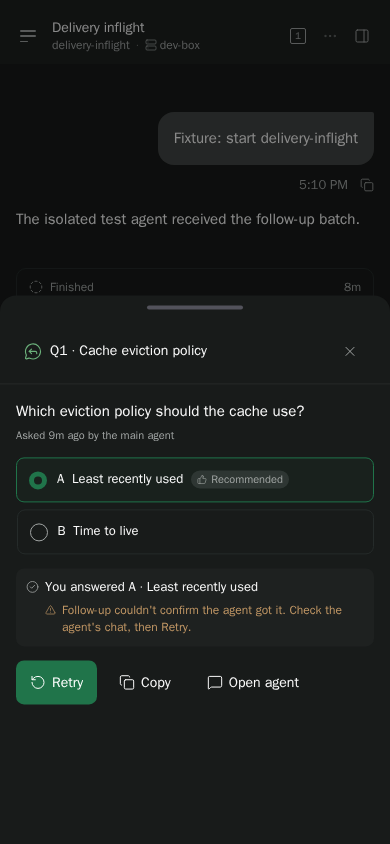 Delivery inflight
delivery-inflight · dev-box
1
Fixture: start delivery-inflight
5:10 PM
The isolated test agent received the follow-up batch.
Finished 8m
Q1 · Cache eviction policy
Which eviction policy should the cache use?
Asked 9m ago by the main agent
A Least recently used Recommended
B Time to live
You answered A · Least recently used
Follow-up couldn't confirm the agent got it. Check the
agent's chat, then Retry.
Retry Copy Open agent